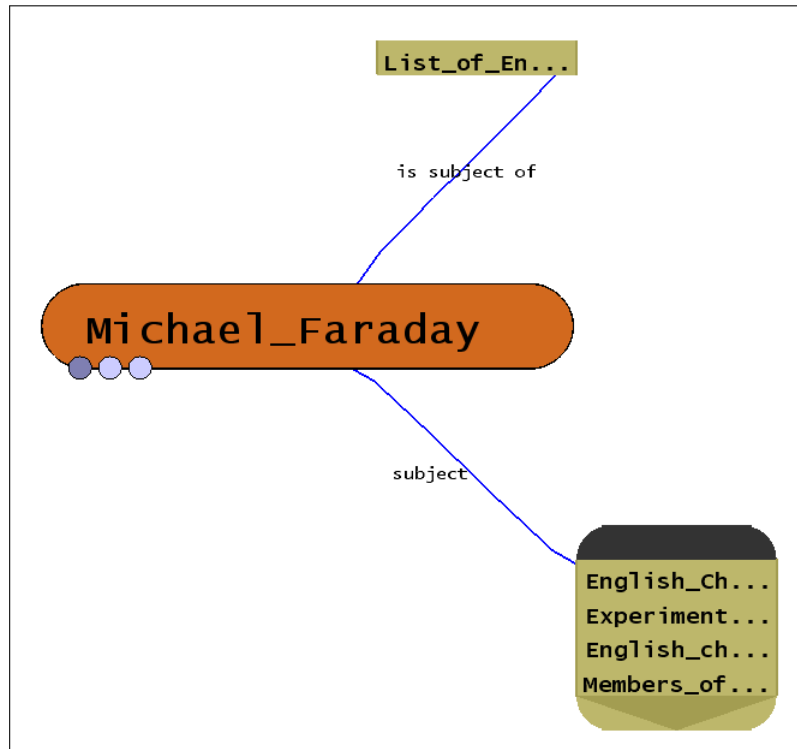 List_of_En...
is subject of
Michael_Faraday
subject
English_Ch...
Experiment...
English_ch...
Members_of...